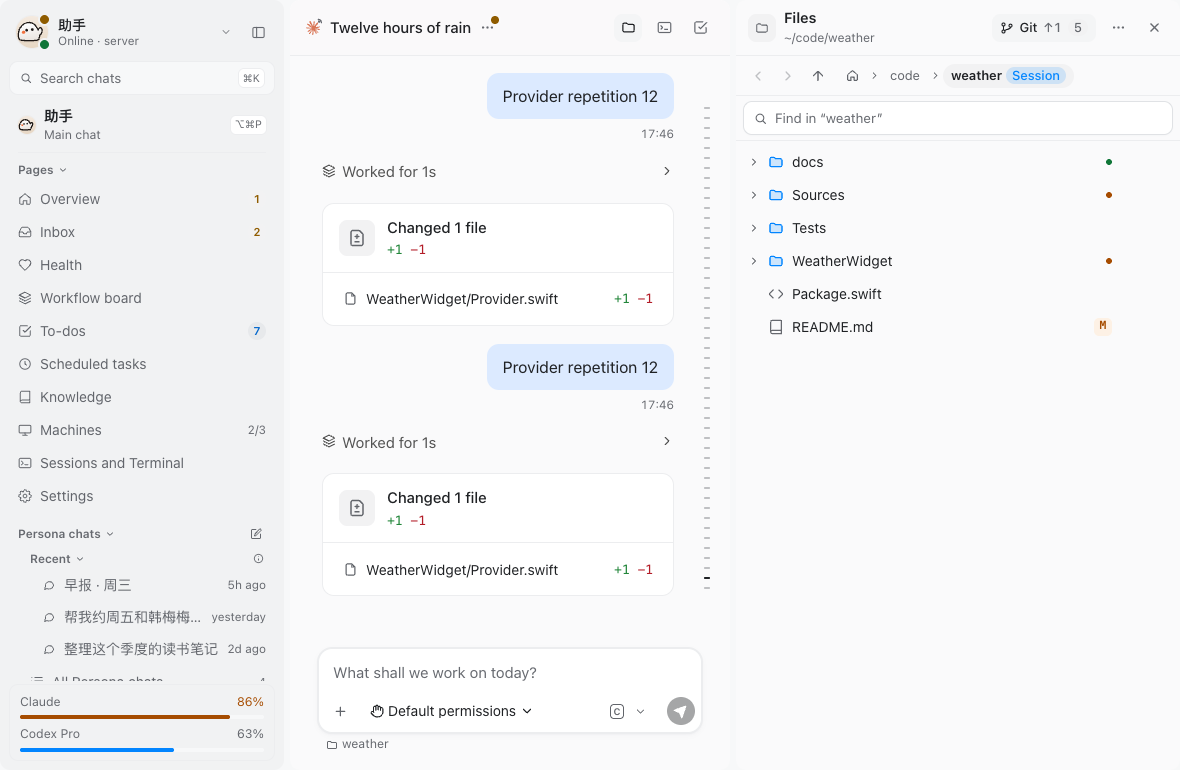 助手
Online · server
Search chats
⌘K
助手
Main chat
⌥⌘P
Pages
Overview
Inbox
2
Health
Workflow board
To-dos
7
Scheduled tasks
Knowledge
Machines
2/2
Sessions and Terminal
Settings
Persona chats
Recent
早报 · 周三
5h ago
帮我约周五和韩梅梅…
yesterday
整理这个季度的读书笔记
2d ago
All Persona chats
4
Claude
86%
Codex Pro
63%
Twelve hours of rain
Provider repetition 12
17:46
Worked for 1s
Changed 1 file
+1 −1
WeatherWidget/Provider.swift
+1 −1
Provider repetition 12
17:46
Worked for 1s
Changed 1 file
+1 −1
WeatherWidget/Provider.swift
+1 −1
What shall we work on today?
Default permissions
C
weather
Files
~/code/weather
Git ↑1
5
code
weather
Session
Find in “weather”
docs
Sources
Tests
WeatherWidget
Package.swift
README.md
M